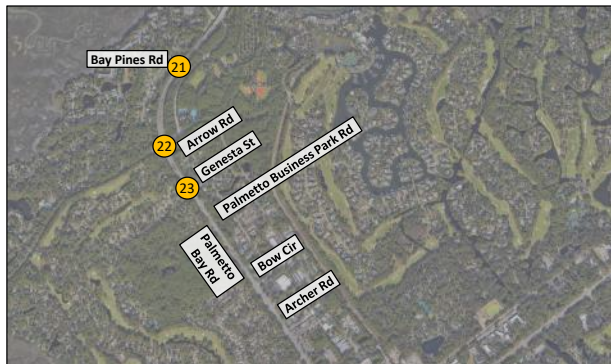 Bay Pines Rd
21
22
Arrow Rd
Genesta St
23
Palmetto Business Park Rd
Palmetto
Bay Rd
Bow Cir
Archer Rd